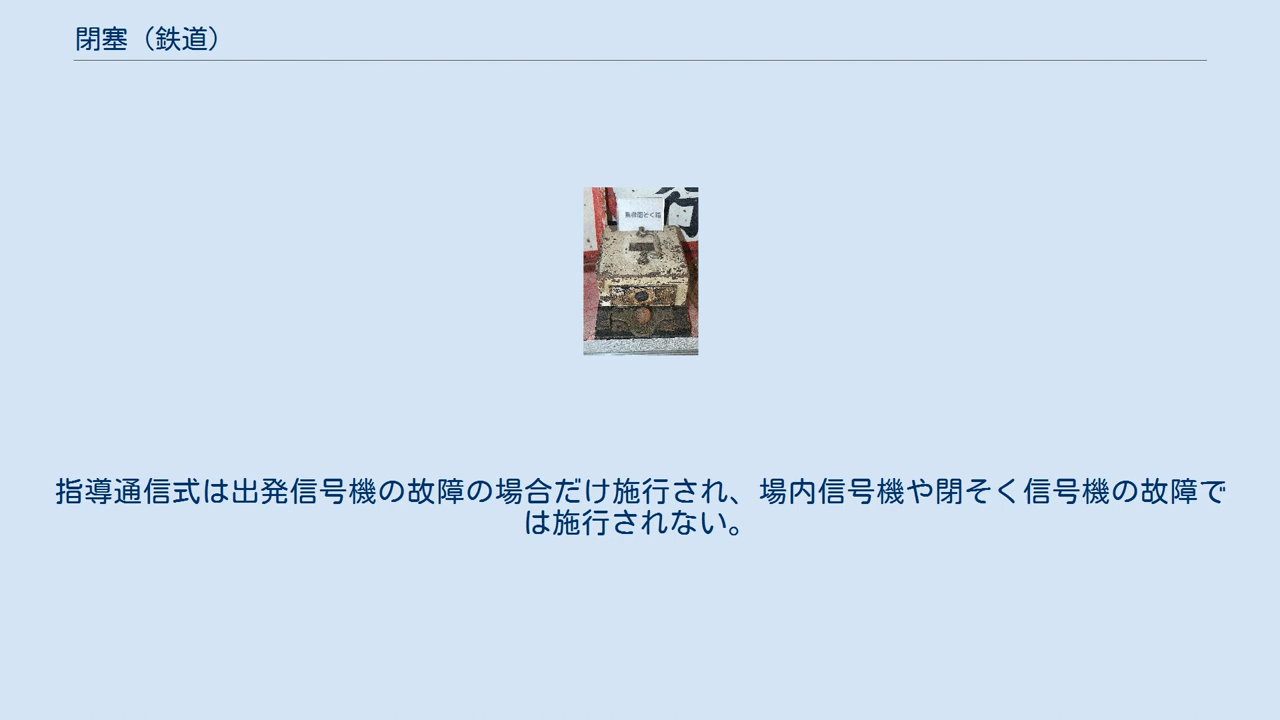 閉塞（鉄道）
指導通信式は出発信号機の故障の場合だけ施行され、場内信号機や閉そく信号機の故障で
は施行されない。